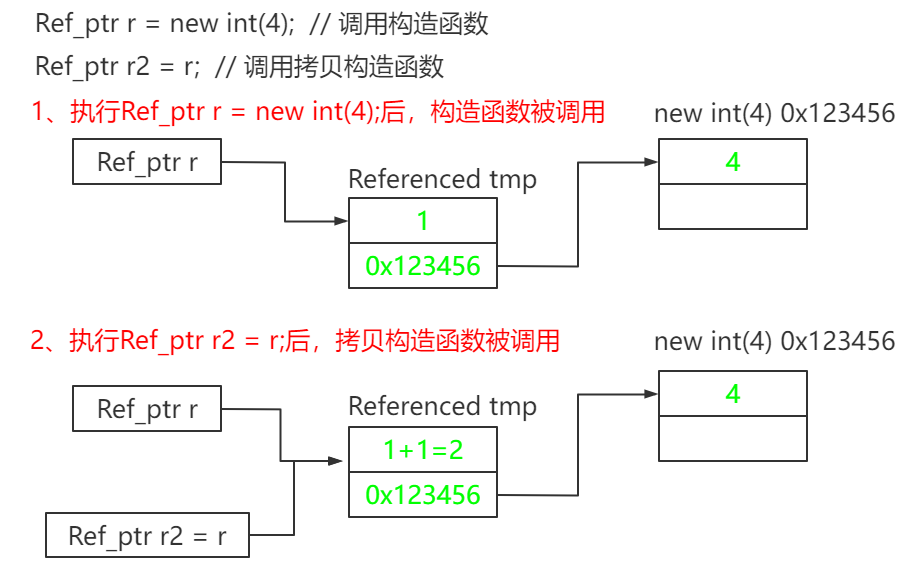 Ref_ptr r = new int(4);  // 调用构造函数
Ref_ptr r2 = r;  // 调用拷贝构造函数
1、执行Ref_ptr r = new int(4);后，构造函数被调用
new int(4) 0x123456
Ref_ptr r
4
Referenced tmp
1
0x123456
2、执行Ref_ptr r2 = r;后，拷贝构造函数被调用
new int(4) 0x123456
Ref_ptr r
4
Referenced tmp
1+1=2
0x123456
Ref_ptr r2 = r